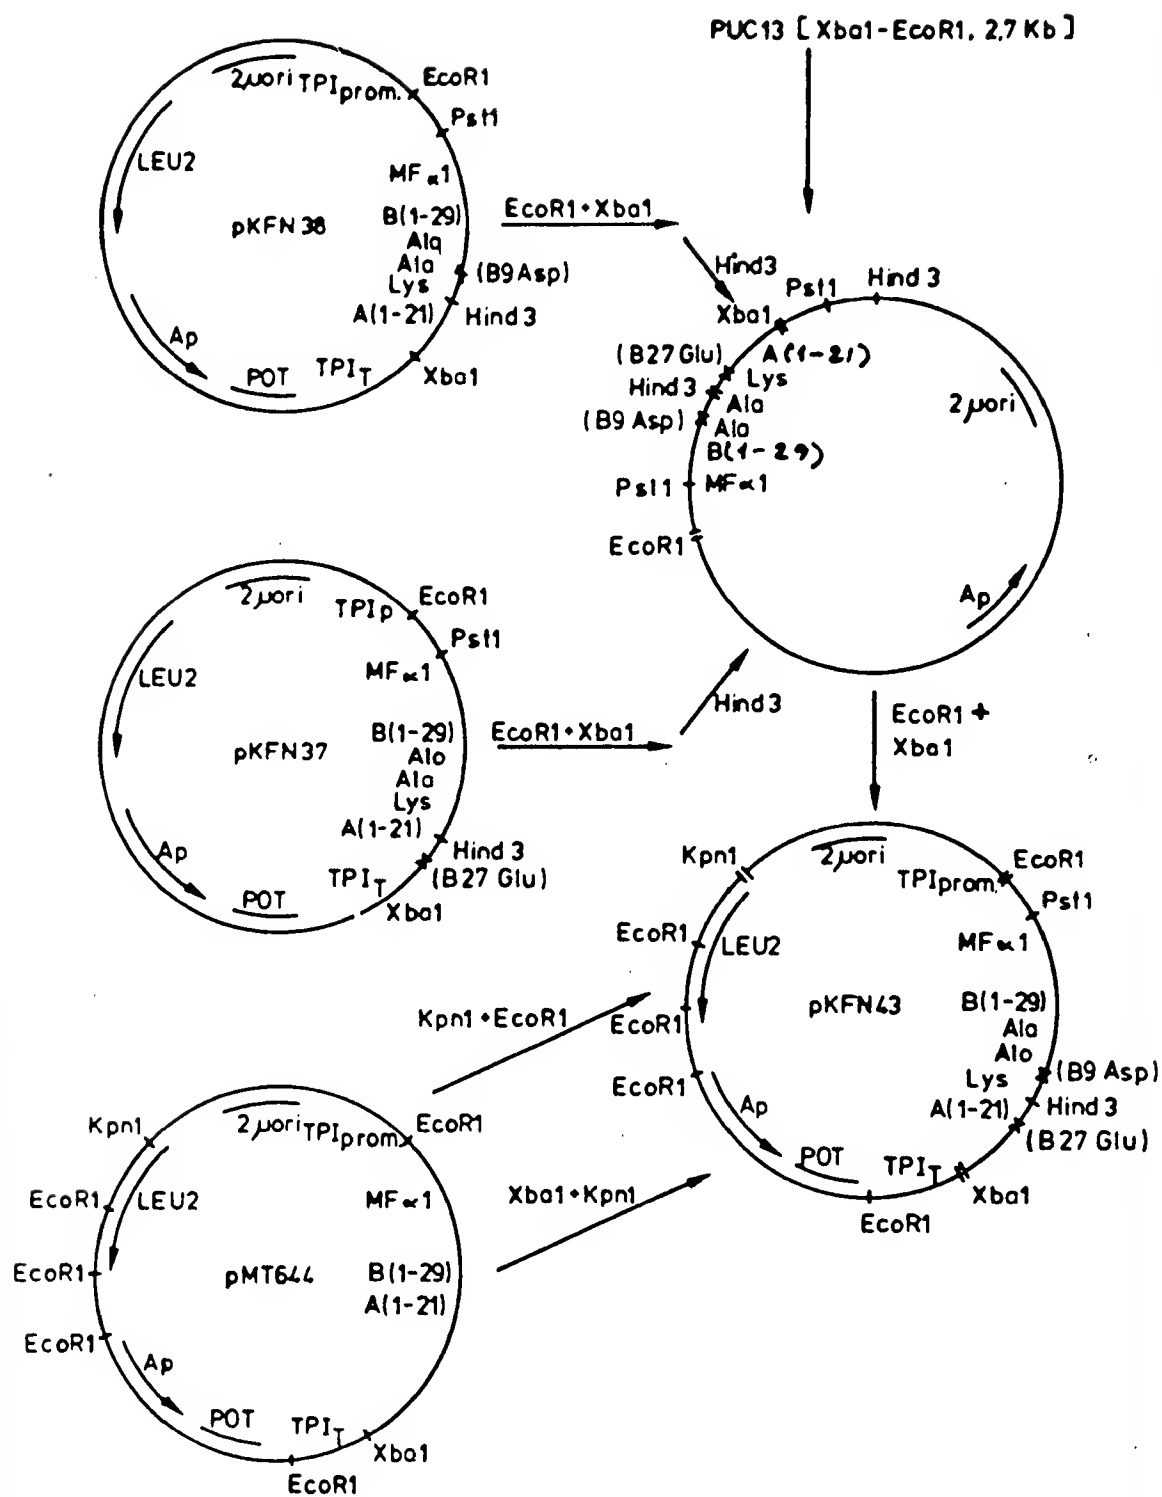 PUC13 [Xba1-EcoR1, 2,7 Kb]
2μori
TPIprom.
EcoR1
Pst1
LEU2
MFα1
pKFN38
B(1-29)
Ala
Ala
Lys
(B9 Asp)
A(1-21)
Hind 3
Ap
POT
TPIT
Xba1
EcoR1+Xba1
Hind3
Pst1
Hind 3
Xba1
(B27 Glu)
A(1-21)
Hind 3
Lys
Ala
(B9 Asp)
Ala
B(1-29)
Pst1
MFα1
EcoR1
2μori
Ap
2μori
TPIp
EcoR1
Pst1
LEU2
MFα1
pKFN37
B(1-29)
Alo
Ala
Lys
A(1-21)
Hind 3
(B27 Glu)
Ap
POT
TPIT
Xba1
EcoR1+Xba1
Hind3
EcoR1+
Xba1
Kpn1
2μori
TPIprom.
EcoR1
Pst1
EcoR1
LEU2
MFα1
EcoR1
pKFN43
B(1-29)
Ala
Alo
EcoR1
Lys
(B9 Asp)
A(1-21)
Hind 3
(B27 Glu)
Ap
POT
TPIT
Xba1
EcoR1
Kpn1+EcoR1
Xba1+Kpn1
Kpn1
2μori
TPIprom
EcoR1
EcoR1
LEU2
MFα1
EcoR1
pMT644
B(1-29)
A(1-21)
EcoR1
Ap
POT
TPIT
Xba1
EcoR1